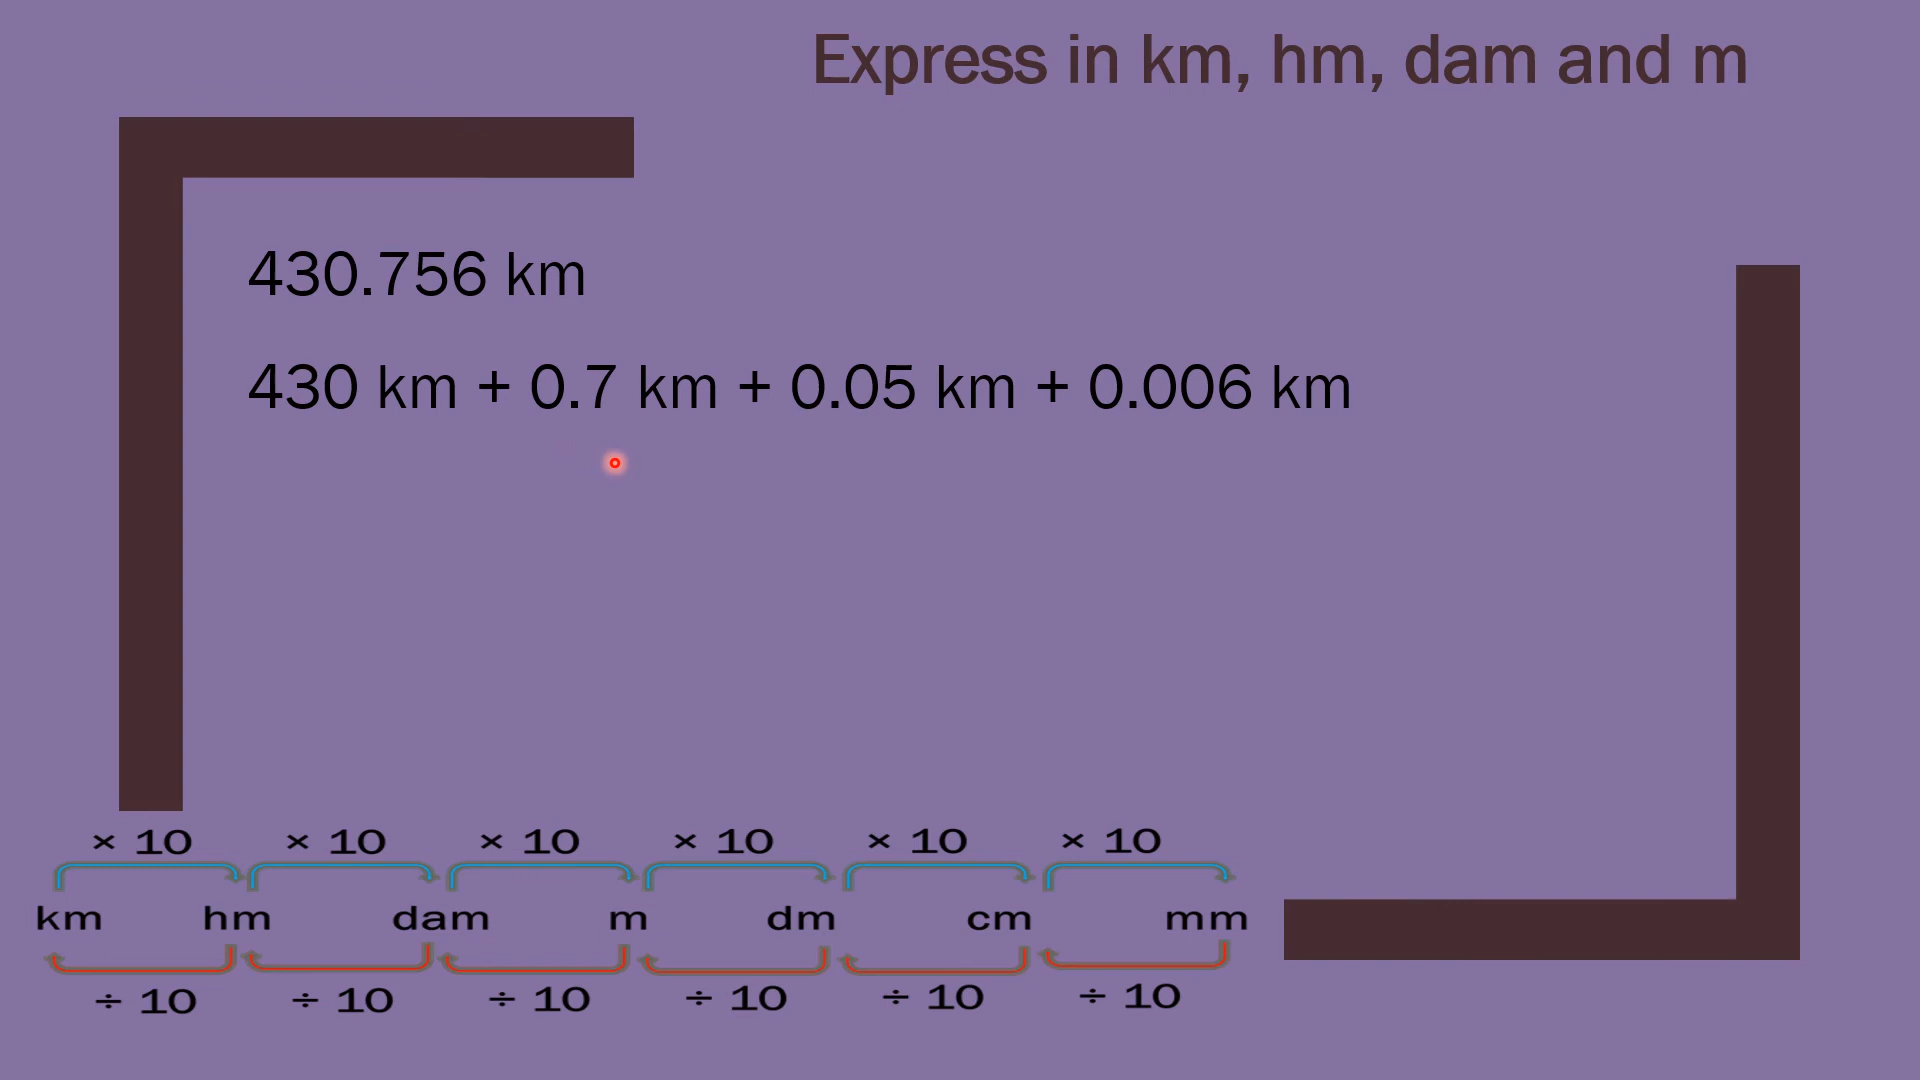 Express in km, hm, dam and m
430.756 km
430 km + 0.7 km + 0.05 km + 0.006 km
× 10 × 10 × 10 × 10 × 10 × 10
km hm dam m dm cm mm
÷ 10 ÷ 10 ÷ 10 ÷ 10 ÷ 10 ÷ 10